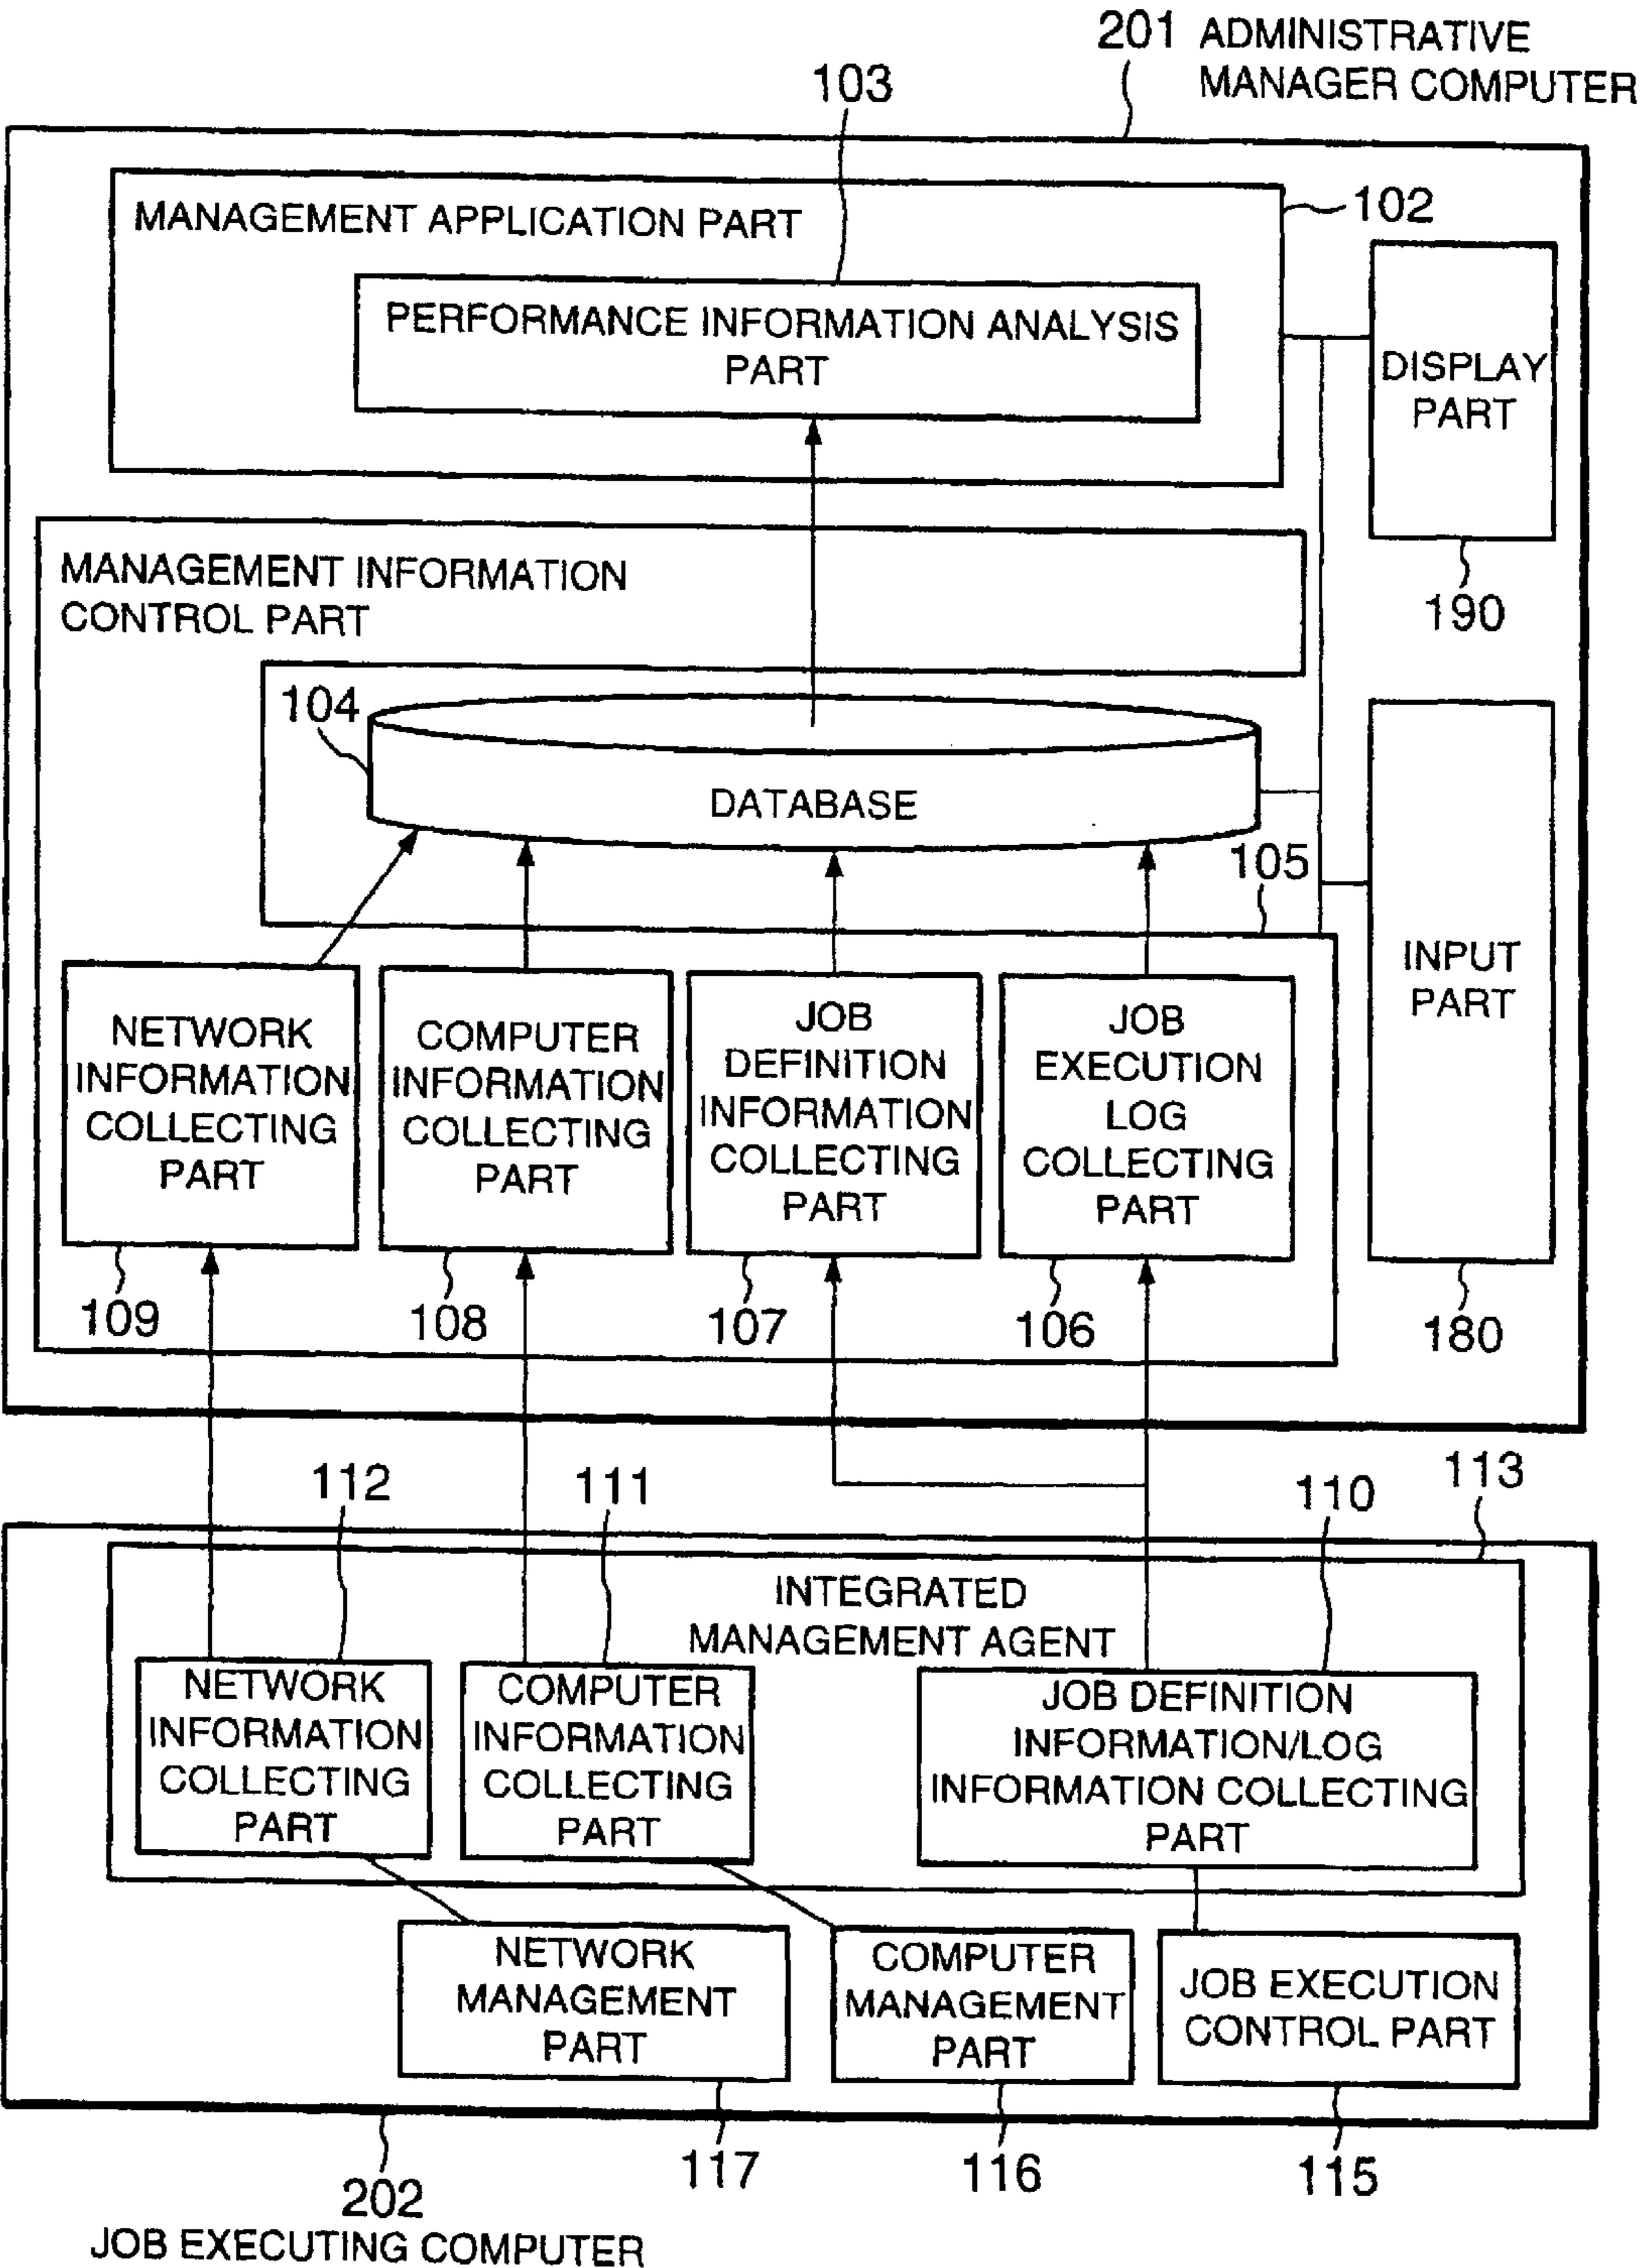 201 ADMINISTRATIVE
MANAGER COMPUTER
103
102
MANAGEMENT APPLICATION PART
PERFORMANCE INFORMATION ANALYSIS
PART
DISPLAY
PART
190
MANAGEMENT INFORMATION
CONTROL PART
104
DATABASE
105
INPUT
PART
180
NETWORK
INFORMATION
COLLECTING
PART
109
COMPUTER
INFORMATION
COLLECTING
PART
108
JOB
DEFINITION
INFORMATION
COLLECTING
PART
107
JOB
EXECUTION
LOG
COLLECTING
PART
106
112
111
110
113
INTEGRATED
MANAGEMENT AGENT
NETWORK
INFORMATION
COLLECTING
PART
COMPUTER
INFORMATION
COLLECTING
PART
JOB DEFINITION
INFORMATION/LOG
INFORMATION COLLECTING
PART
NETWORK
MANAGEMENT
PART
COMPUTER
MANAGEMENT
PART
JOB EXECUTION
CONTROL PART
117
116
115
202
JOB EXECUTING COMPUTER